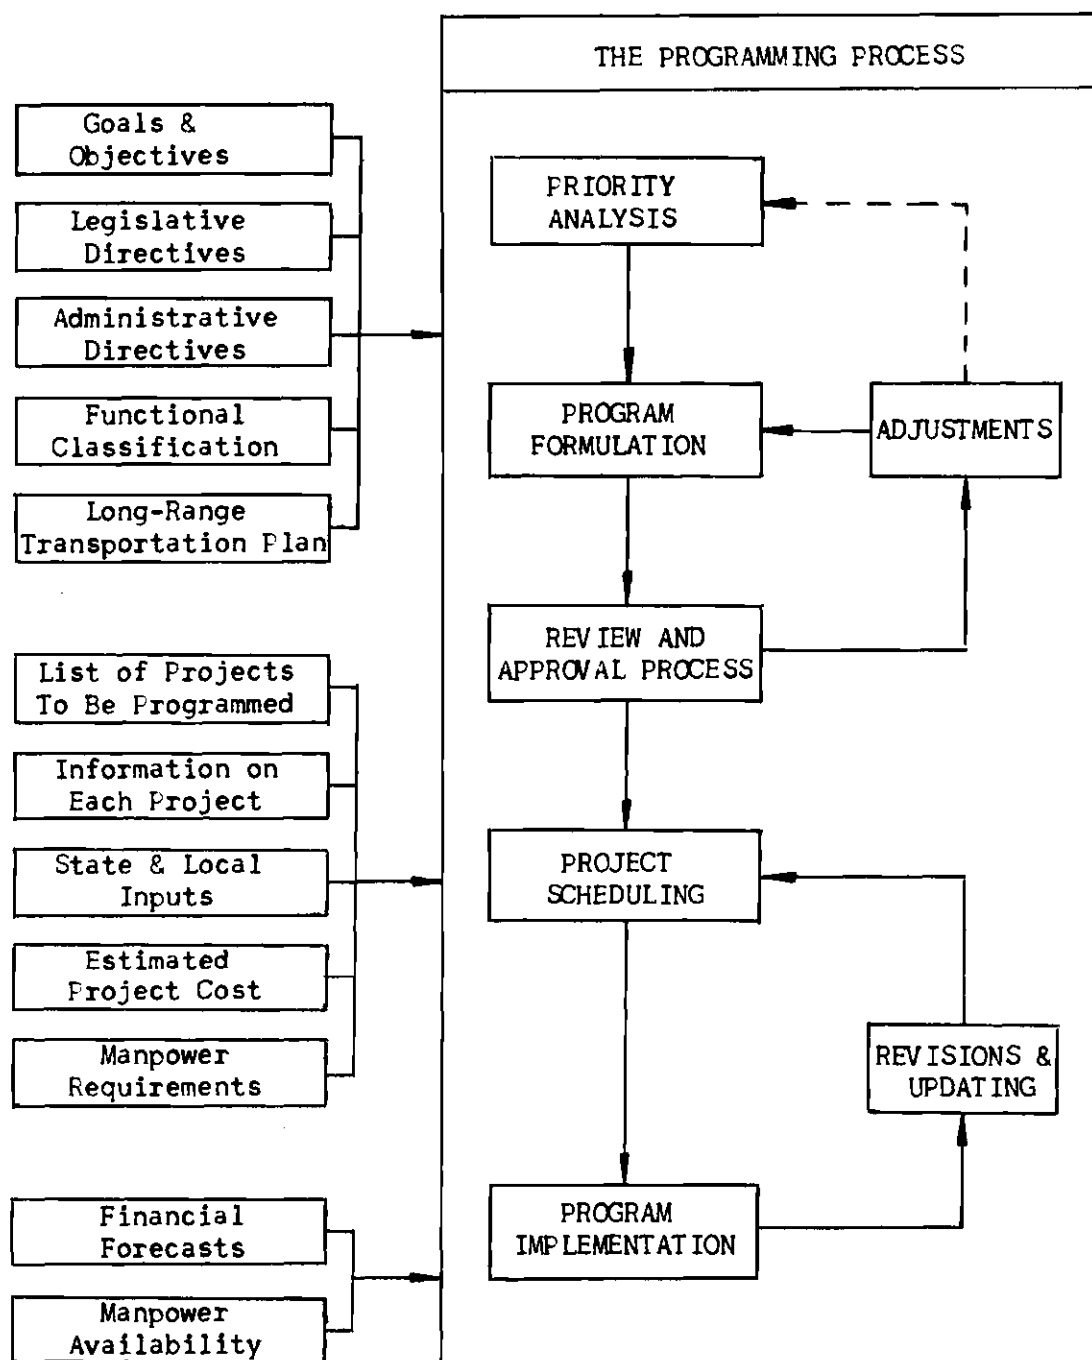 THE PROGRAMMING PROCESS
Goals &
Objectives
Legislative
Directives
Administrative
Directives
Functional
Classification
Long-Range
Transportation Plan
List of Projects
To Be Programmed
Information on
Each Project
State & Local
Inputs
Estimated
Project Cost
Manpower
Requirements
Financial
Forecasts
Manpower
Availability
PRIORITY
ANALYSIS
PROGRAM
FORMULATION
ADJUSTMENTS
REVIEW AND
APPROVAL PROCESS
PROJECT
SCHEDULING
REVISIONS &
UPDATING
PROGRAM
IMPLEMENTATION